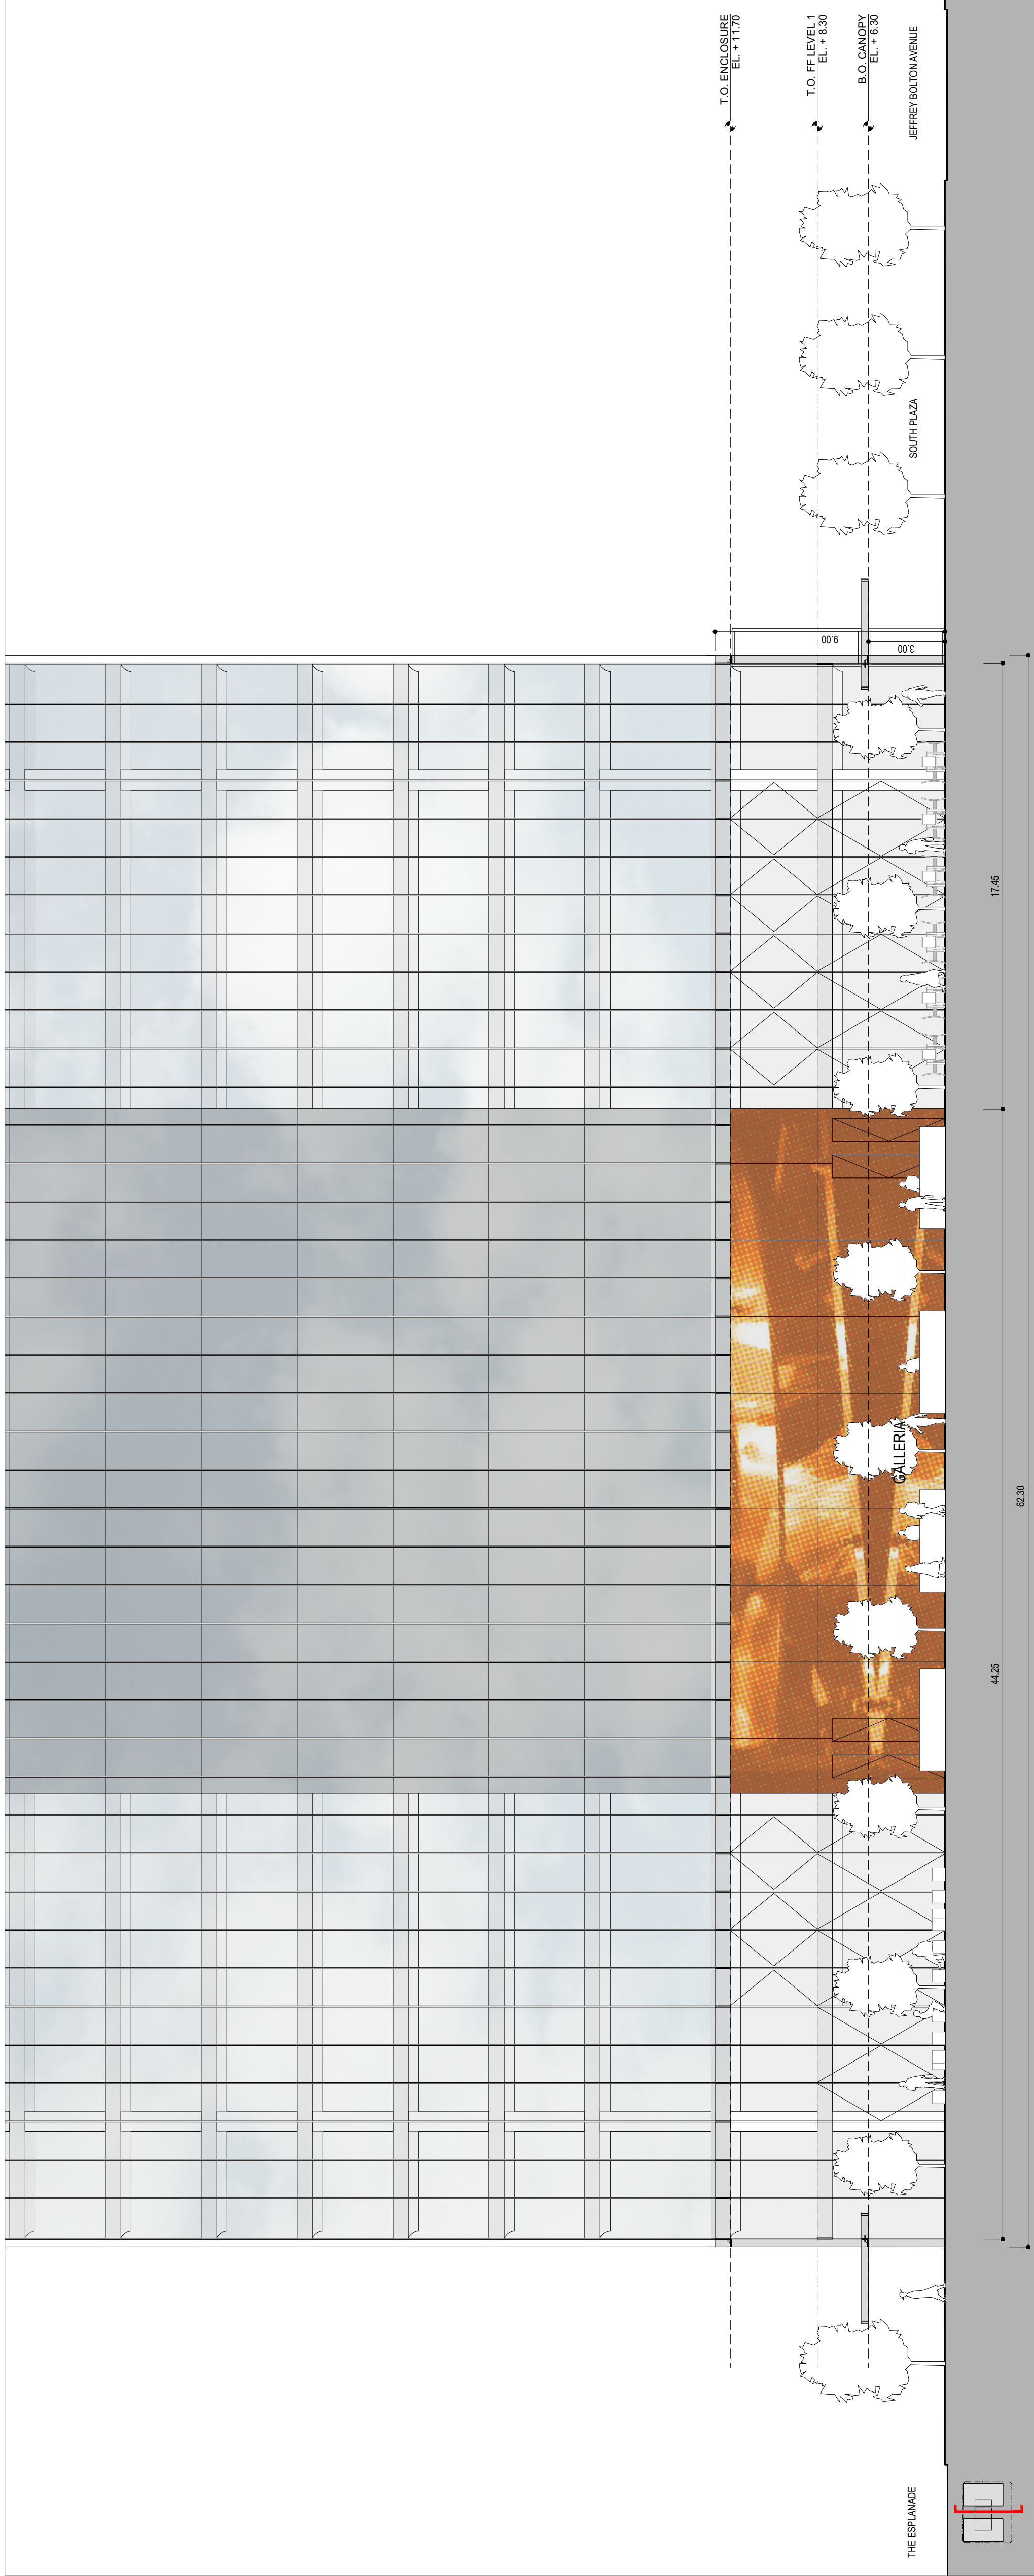 T.O. ENCLOSURE
EL. + 11.70
T.O. FF LEVEL 1
EL. + 8.30
B.O. CANOPY
EL. + 6.30
JEFFREY BOLTON AVENUE
SOUTH PLAZA
9.00
3.00
17.45
GALLERIA
62.30
44.25
THE ESPLANADE